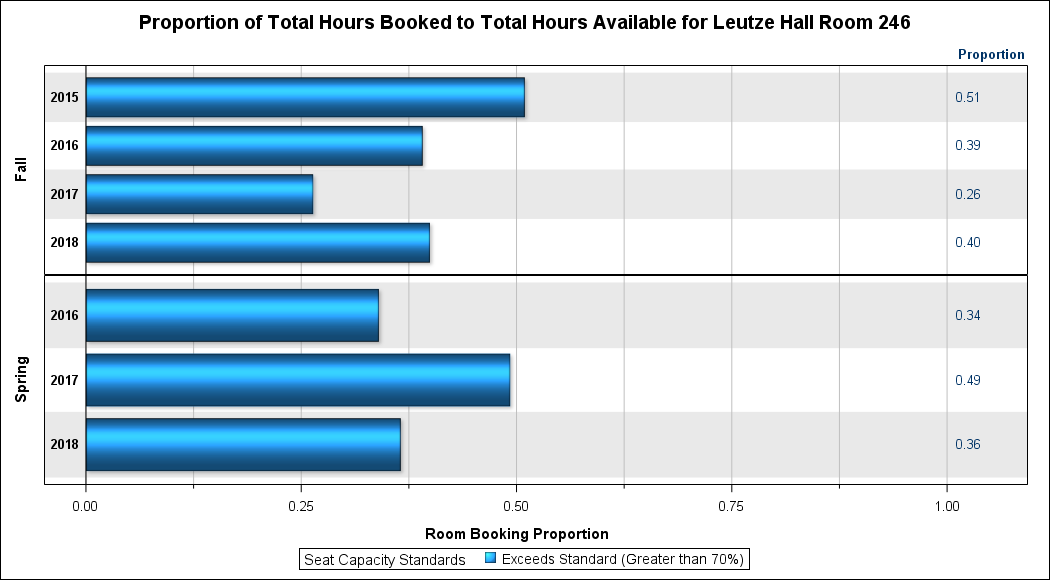 Proportion of Total Hours Booked to Total Hours Available for Leutze Hall Room 246
Proportion
Fall
2015 0.51
2016 0.39
2017 0.26
2018 0.40
Spring
2016 0.34
2017 0.49
2018 0.36
0.00 0.25 0.50 0.75 1.00
Room Booking Proportion
Seat Capacity Standards Exceeds Standard (Greater than 70%)